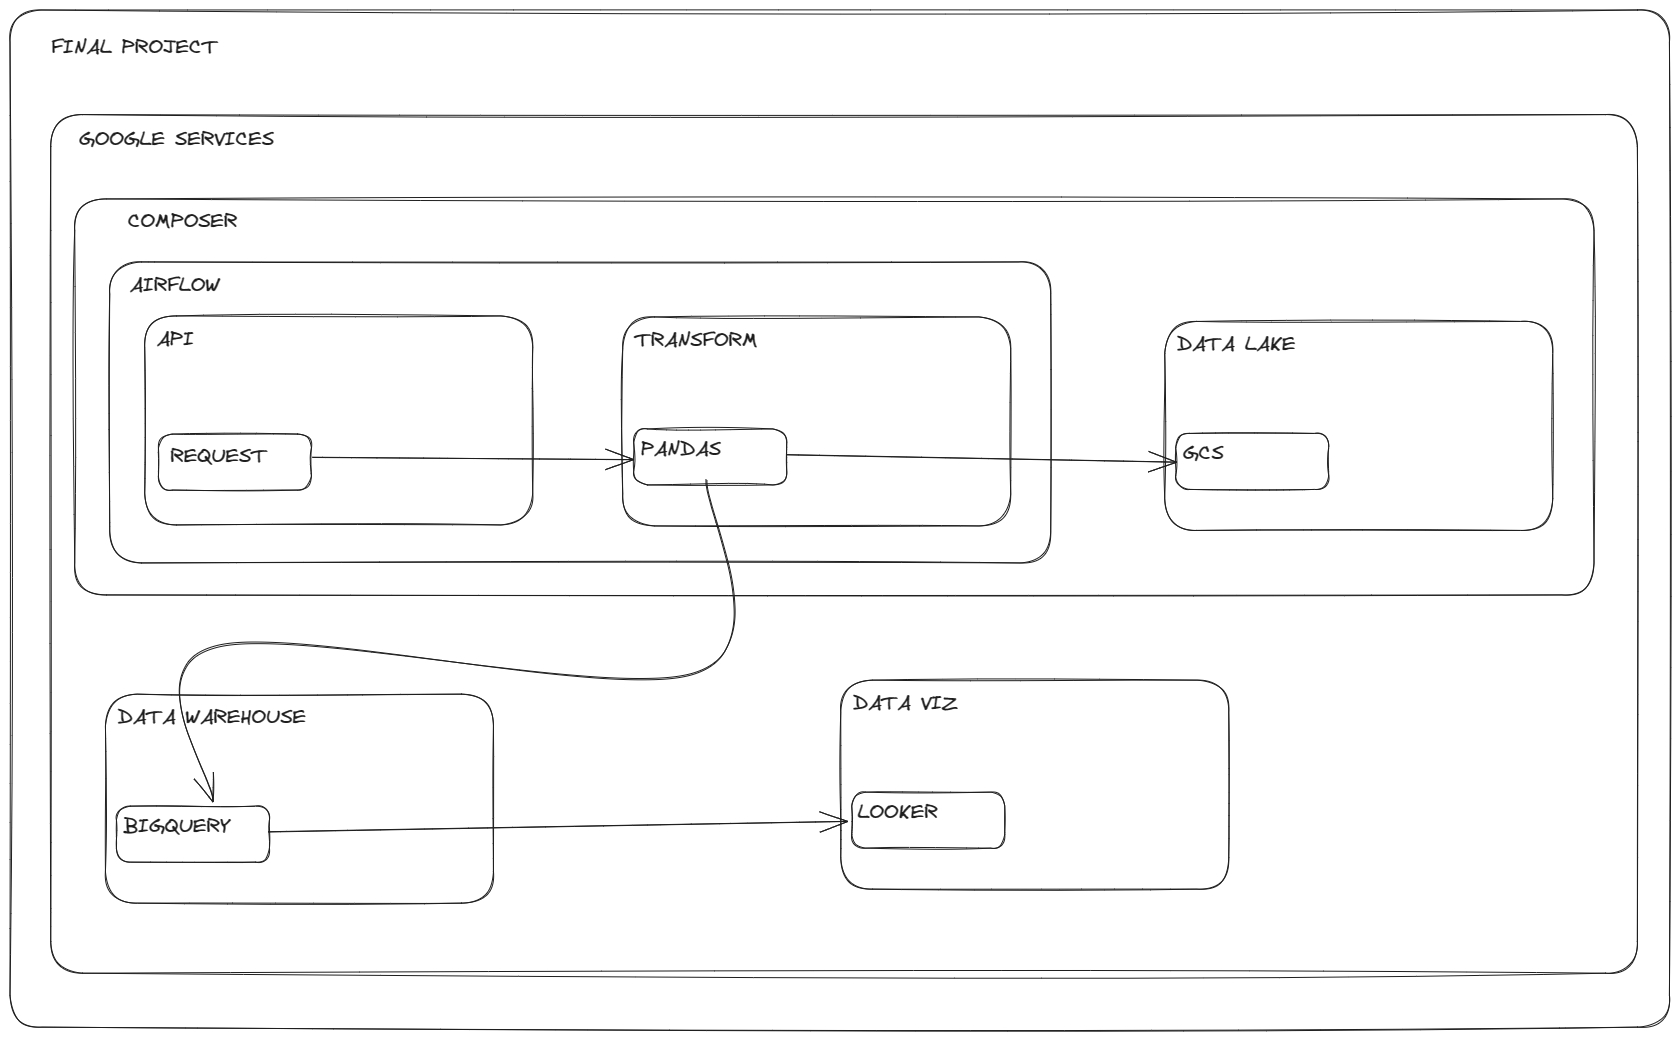 FINAL PROJECT
GOOGLE SERVICES
COMPOSER
AIRFLOW
API
TRANSFORM
DATA LAKE
REQUEST
PANDAS
GCS
DATA WAREHOUSE
DATA VIZ
BIGQUERY
LOOKER